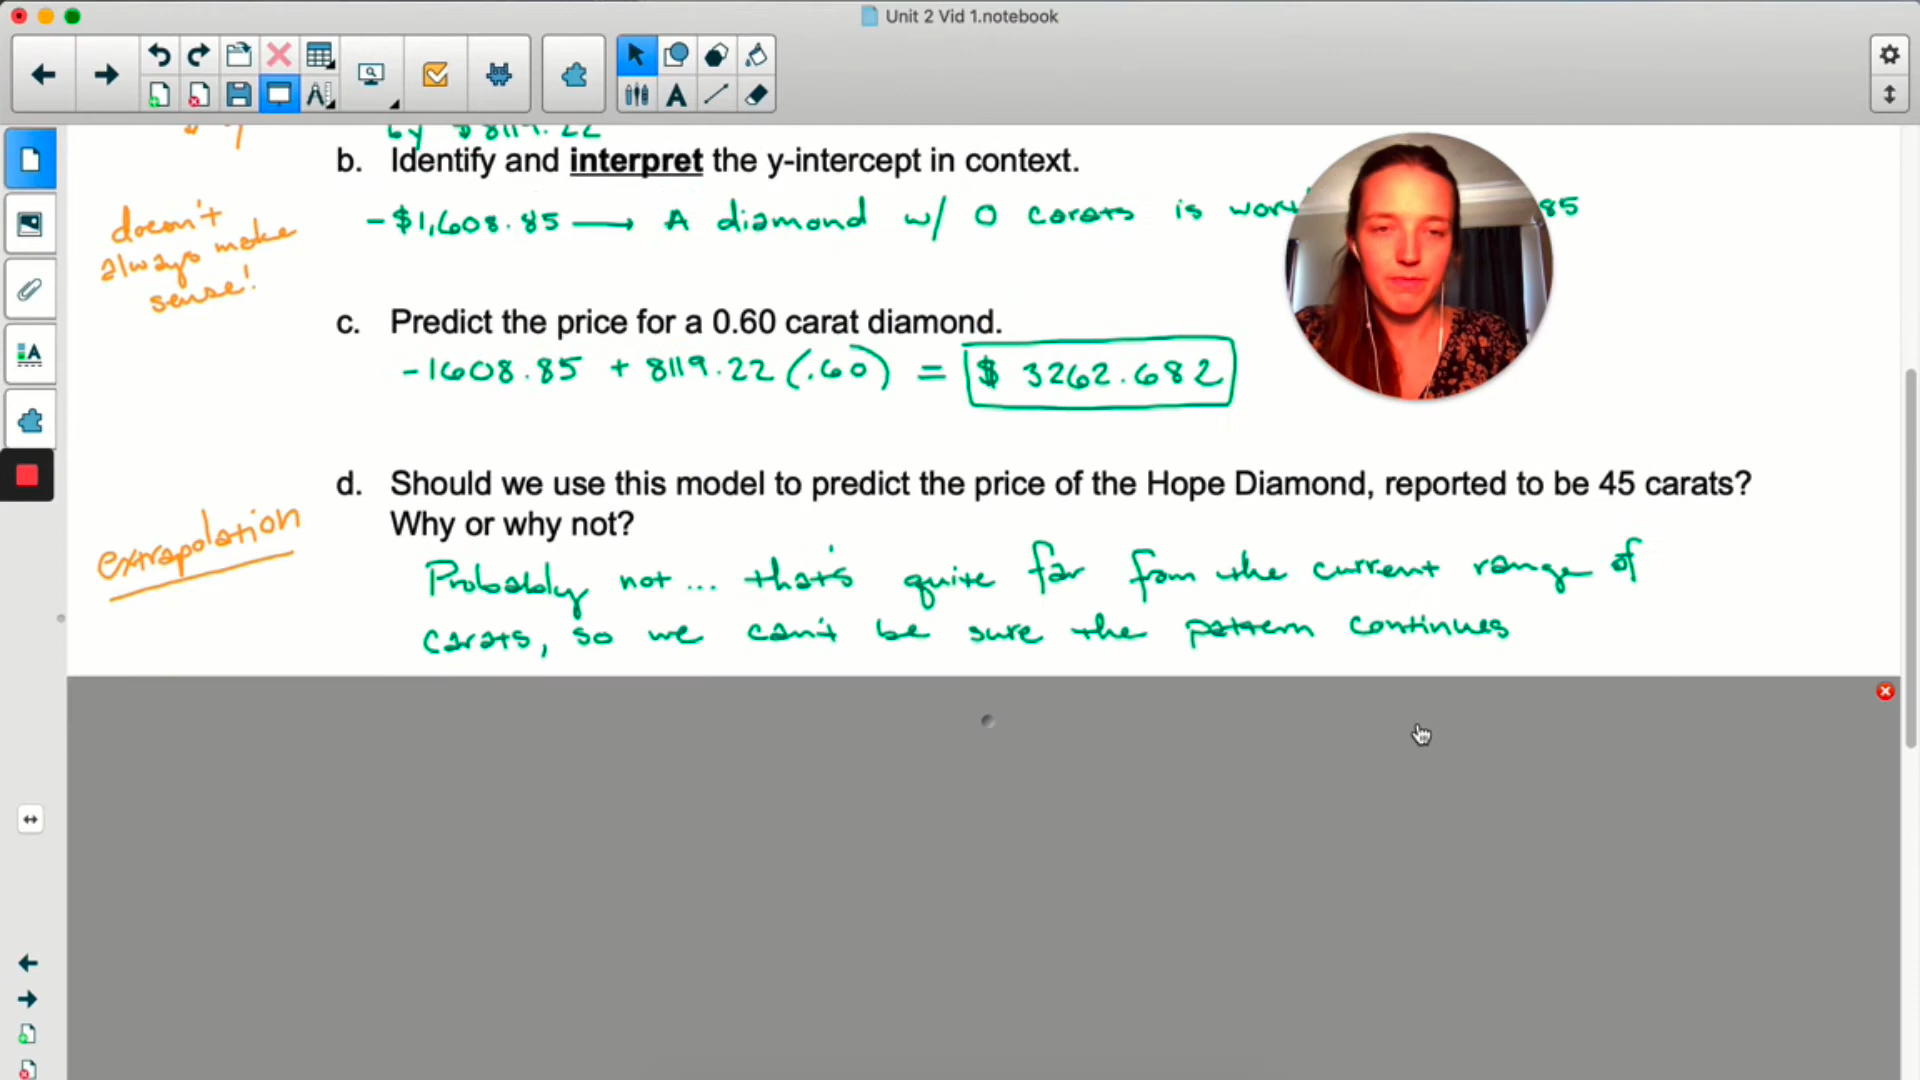 Unit 2 Vid 1.notebook
by $8119.22
b. Identify and interpret the y-intercept in context.
-$1,608.85 → A diamond w/ 0 carats is 85
doesn't
always make
sense!
c. Predict the price for a 0.60 carat diamond.
-1608.85 + 8119.22 (.60) = $ 3262.682
d. Should we use this model to predict the price of the Hope Diamond, reported to be 45 carats?
Why or why not?
extrapolation
Probably not... that's quite far from the current range of
carats, so we can't be sure the pattern continues